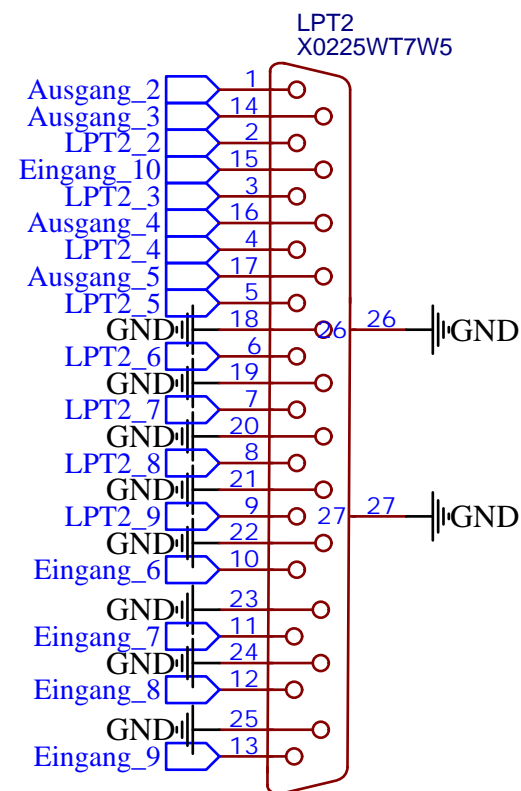 LPT2
X0225WT7W5
Ausgang_2 1
Ausgang_3 14
LPT2_2 2
Eingang_10 15
LPT2_3 3
Ausgang_4 16
LPT2_4 4
Ausgang_5 17
LPT2_5 5
GND 18 26 26 GND
LPT2_6 6
GND 19
LPT2_7 7
GND 20
LPT2_8 8
GND 21
LPT2_9 9 27 27 GND
GND 22
Eingang_6 10
GND 23
Eingang_7 11
GND 24
Eingang_8 12
GND 25
Eingang_9 13